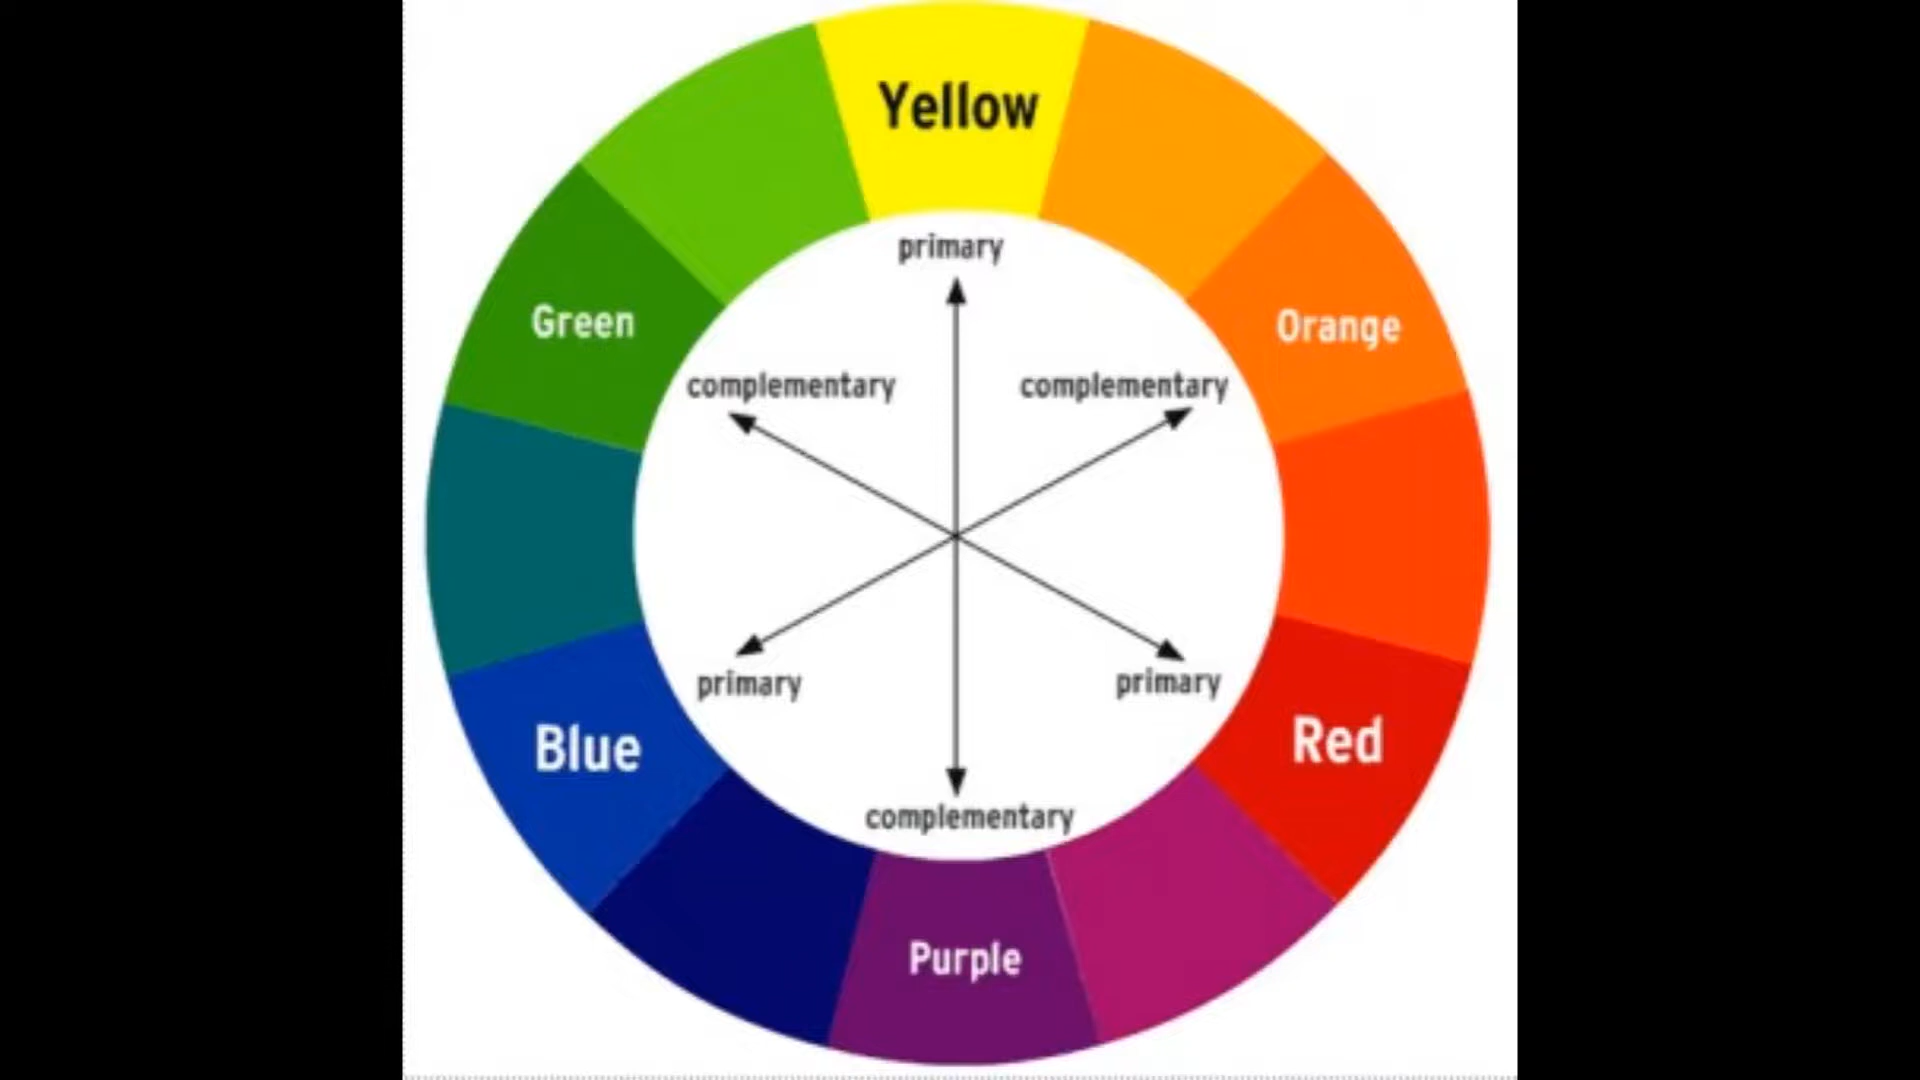 Yellow
primary
Green
Orange
complementary
complementary
primary
primary
Blue
Red
complementary
Purple